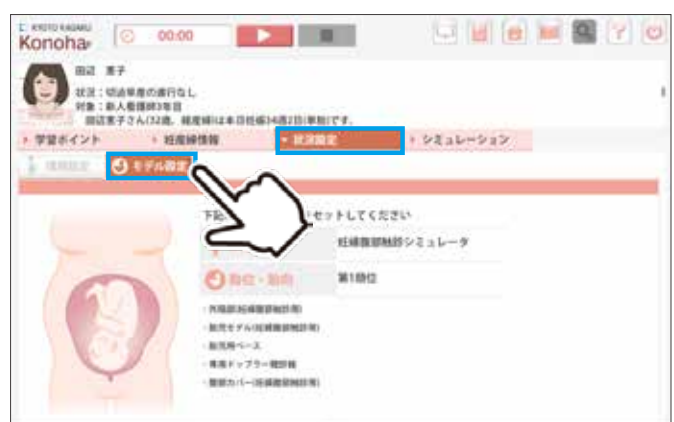 KYOTO KAGAKU
Konoha
00:00
田辺 恵子
状況：切迫早産の進行なし
対象：新人看護師3年目
田辺恵子さん(32歳、経産婦)は本日妊娠34週2日(単胎)です。
学習ポイント
妊産婦情報
状況設定
シミュレーション
環境設定
モデル設定
セットしてください
妊婦腹部触診シミュレータ
胎位・胎向
第1胎位
・外陰部(妊婦腹部触診用)
・胎児モデル(妊婦腹部触診用)
・胎児用ベース
・専用ドップラー聴診器
・腹部カバー(妊婦腹部触診用)